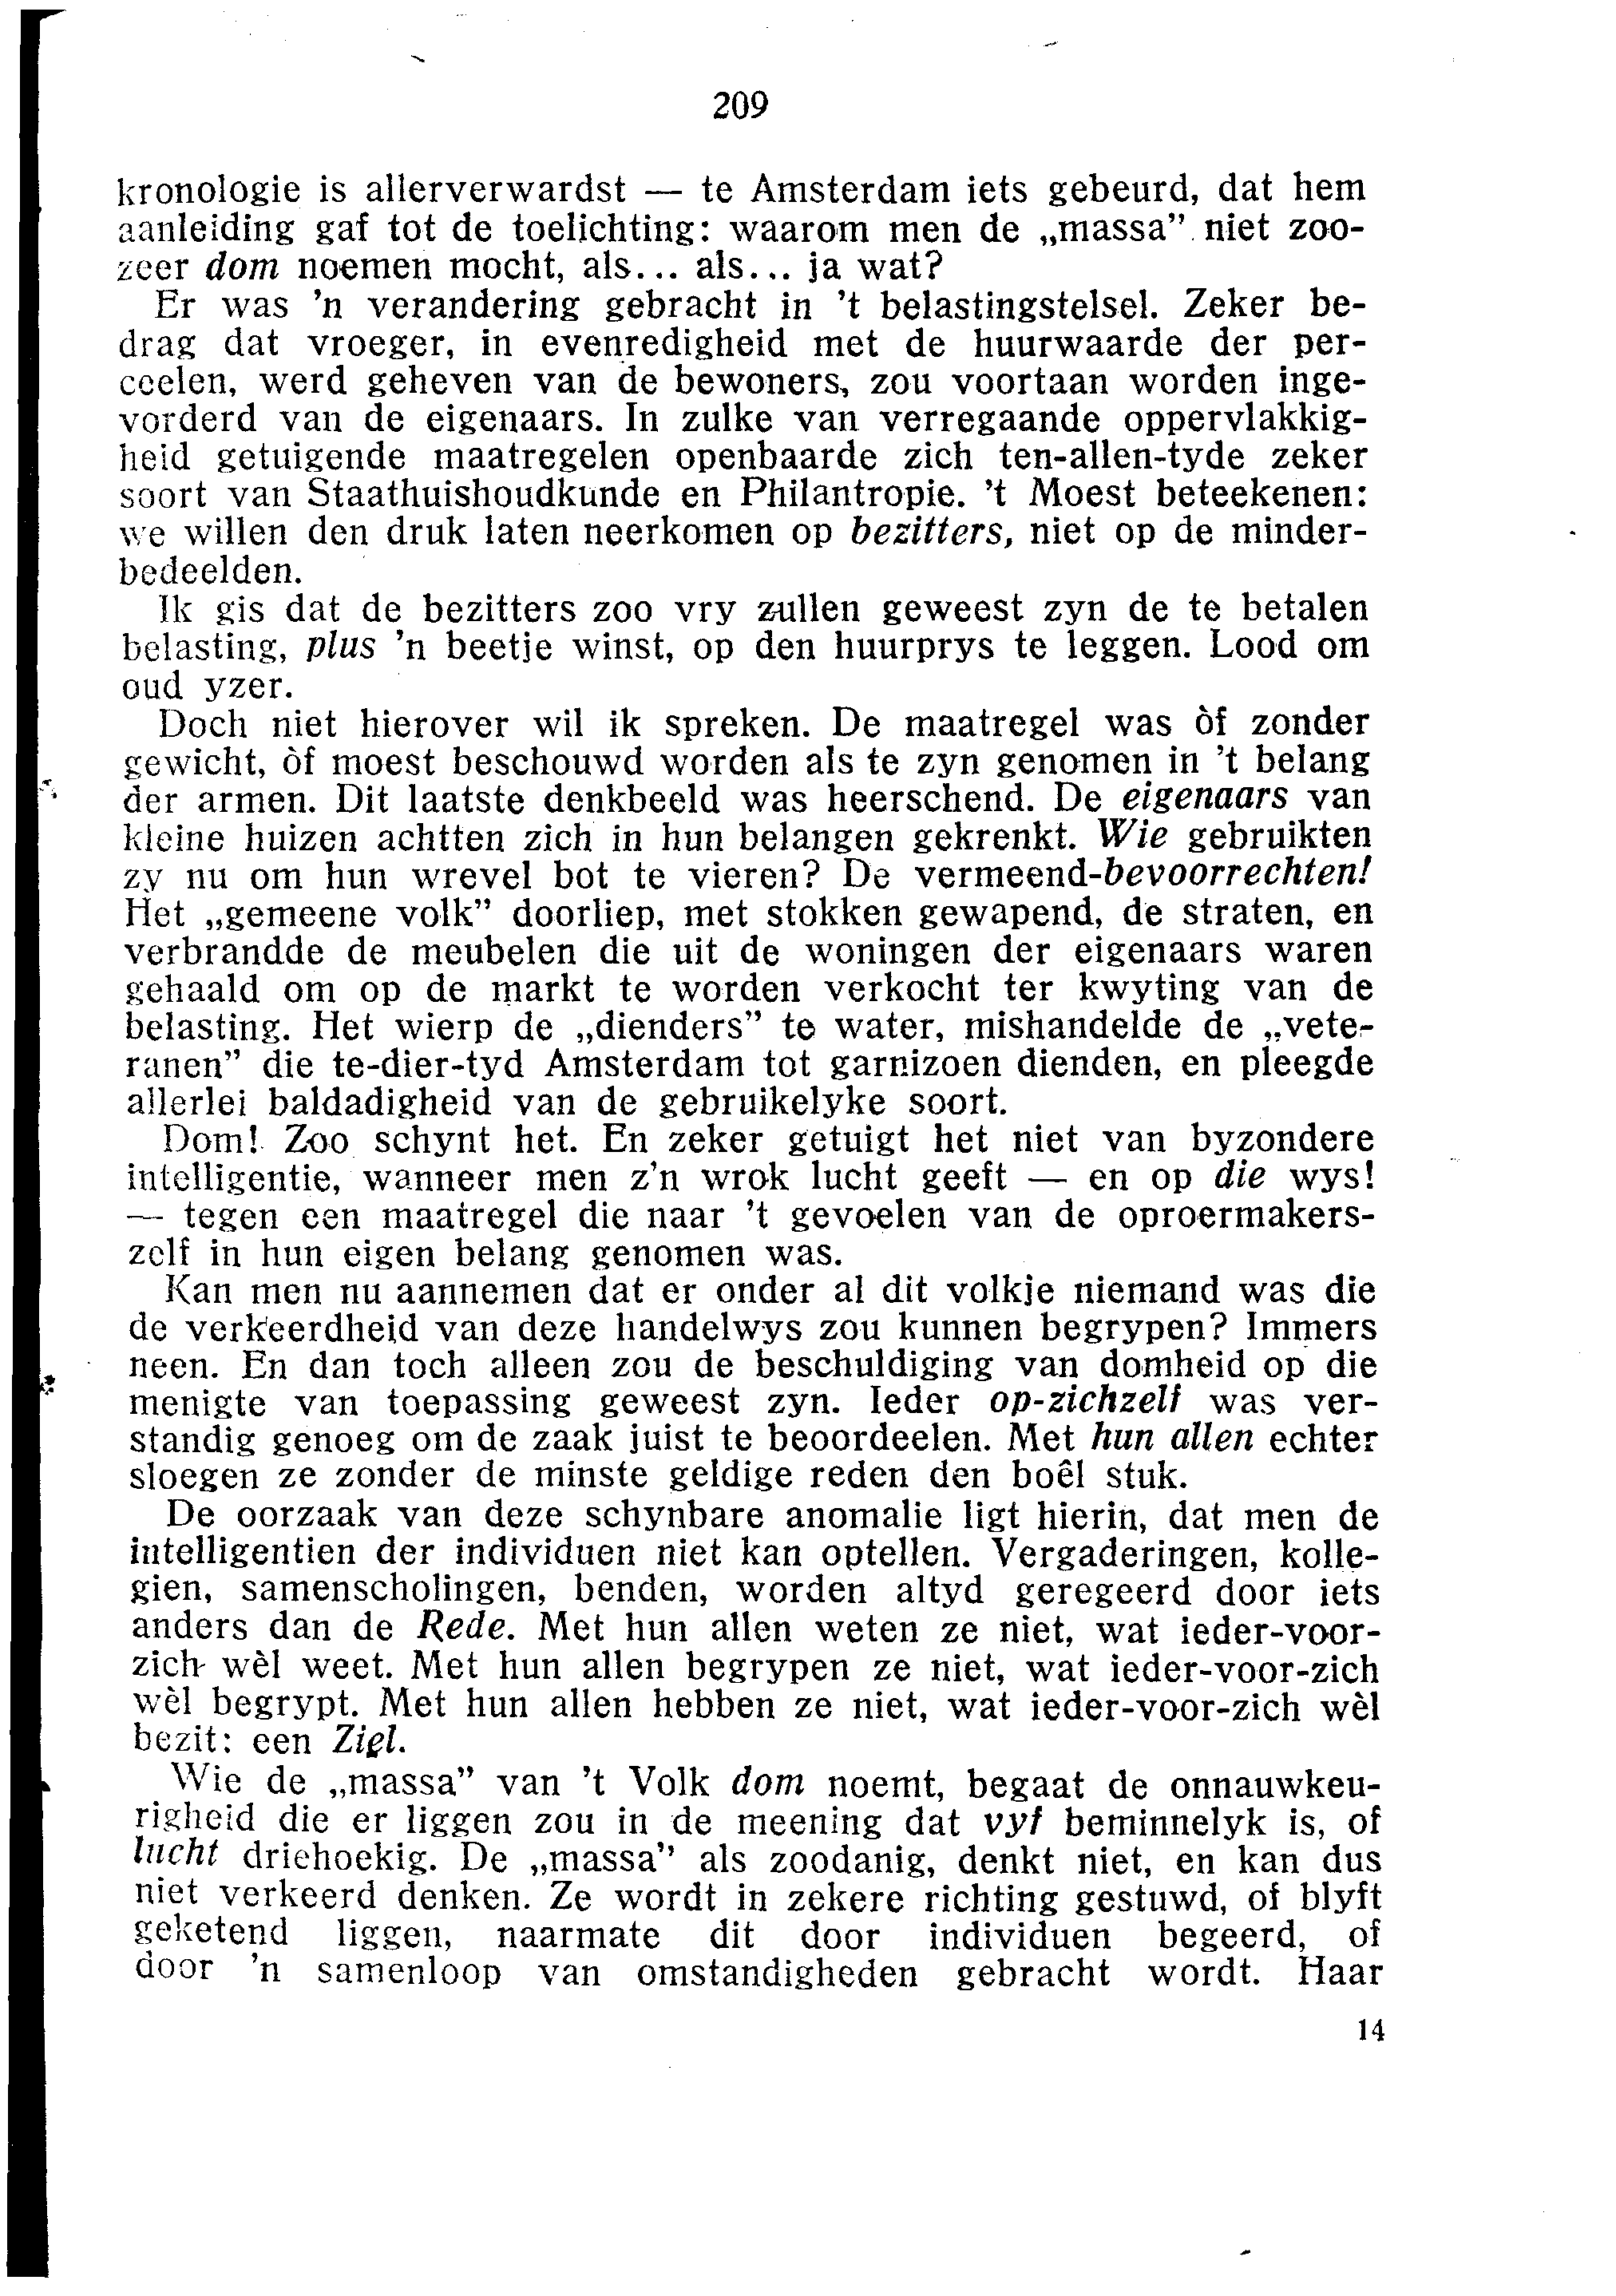 209
kronologie is allerverwardst — te Amsterdam iets gebeurd, dat hem
aanleiding gaf tot de toelichting: waarom men de „massa” niet zoo-
zeer dom noemen mocht, als... als... ja wat?
Er was ’n verandering gebracht in ’t belastingstelsel. Zeker be-
drag dat vroeger, in evenredigheid met de huurwaarde der per-
ceelen, werd geheven van de bewoners, zou voortaan worden inge-
vorderd van de eigenaars. In zulke van verregaande oppervlakkig-
heid getuigende maatregelen openbaarde zich ten-allen-tyde zeker
soort van Staathuishoudkunde en Philantropie. ’t Moest beteekenen:
we willen den druk laten neerkomen op bezitters, niet op de minder-
bedeelden.
Ik gis dat de bezitters zoo vry zullen geweest zyn de te betalen
belasting, plus ’n beetje winst, op den huurprys te leggen. Lood om
oud yzer.
Doch niet hierover wil ik spreken. De maatregel was òf zonder
gewicht, òf moest beschouwd worden als te zyn genomen in ’t belang
der armen. Dit laatste denkbeeld was heerschend. De eigenaars van
kleine huizen achtten zich in hun belangen gekrenkt. Wie gebruikten
zy nu om hun wrevel bot te vieren? De vermeend-bevoorrechten!
Het „gemeene volk” doorliep, met stokken gewapend, de straten, en
verbrandde de meubelen die uit de woningen der eigenaars waren
gehaald om op de markt te worden verkocht ter kwyting van de
belasting. Het wierp de „dienders” te water, mishandelde de „vete-
ranen” die te-dier-tyd Amsterdam tot garnizoen dienden, en pleegde
allerlei baldadigheid van de gebruikelyke soort.
Dom! Zoo schynt het. En zeker getuigt het niet van byzondere
intelligentie, wanneer men z’n wrok lucht geeft — en op die wys!
— tegen een maatregel die naar ’t gevoelen van de oproermakers-
zelf in hun eigen belang genomen was.
Kan men nu aannemen dat er onder al dit volkje niemand was die
de verkeerdheid van deze handelwys zou kunnen begrypen? Immers
neen. En dan toch alleen zou de beschuldiging van domheid op die
menigte van toepassing geweest zyn. Ieder op-zichzelf was ver-
standig genoeg om de zaak juist te beoordeelen. Met hun allen echter
sloegen ze zonder de minste geldige reden den boêl stuk.
De oorzaak van deze schynbare anomalie ligt hierin, dat men de
intelligentien der individuen niet kan optellen. Vergaderingen, kolle-
gien, samenscholingen, benden, worden altyd geregeerd door iets
anders dan de Rede. Met hun allen weten ze niet, wat ieder-voor-
zich wèl weet. Met hun allen begrypen ze niet, wat ieder-voor-zich
wèl begrypt. Met hun allen hebben ze niet, wat ieder-voor-zich wèl
bezit: een Ziel.
Wie de „massa” van ’t Volk dom noemt, begaat de onnauwkeu-
righeid die er liggen zou in de meening dat vyf beminnelyk is, of
lucht driehoekig. De „massa” als zoodanig, denkt niet, en kan dus
niet verkeerd denken. Ze wordt in zekere richting gestuwd, of blyft
geketend liggen, naarmate dit door individuen begeerd, of
door ’n samenloop van omstandigheden gebracht wordt. Haar
14